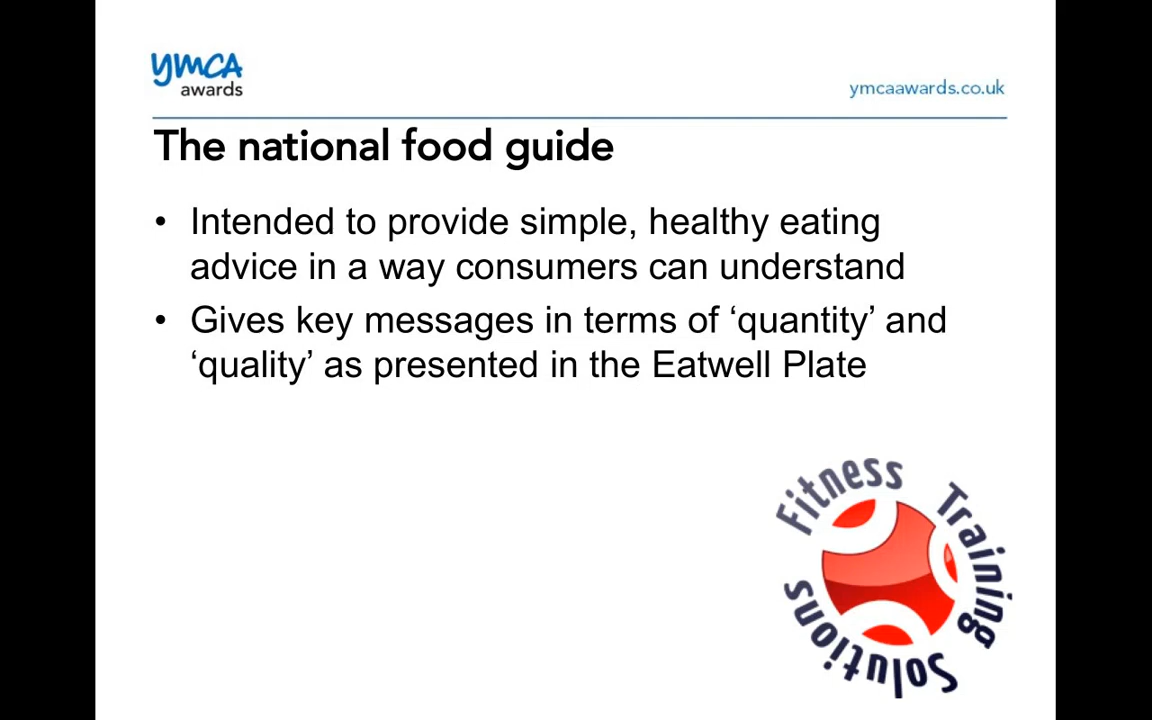 ymca
awards
ymcaawards.co.uk
The national food guide
• Intended to provide simple, healthy eating
advice in a way consumers can understand
• Gives key messages in terms of ‘quantity’ and
‘quality’ as presented in the Eatwell Plate
Fitness Training Solutions